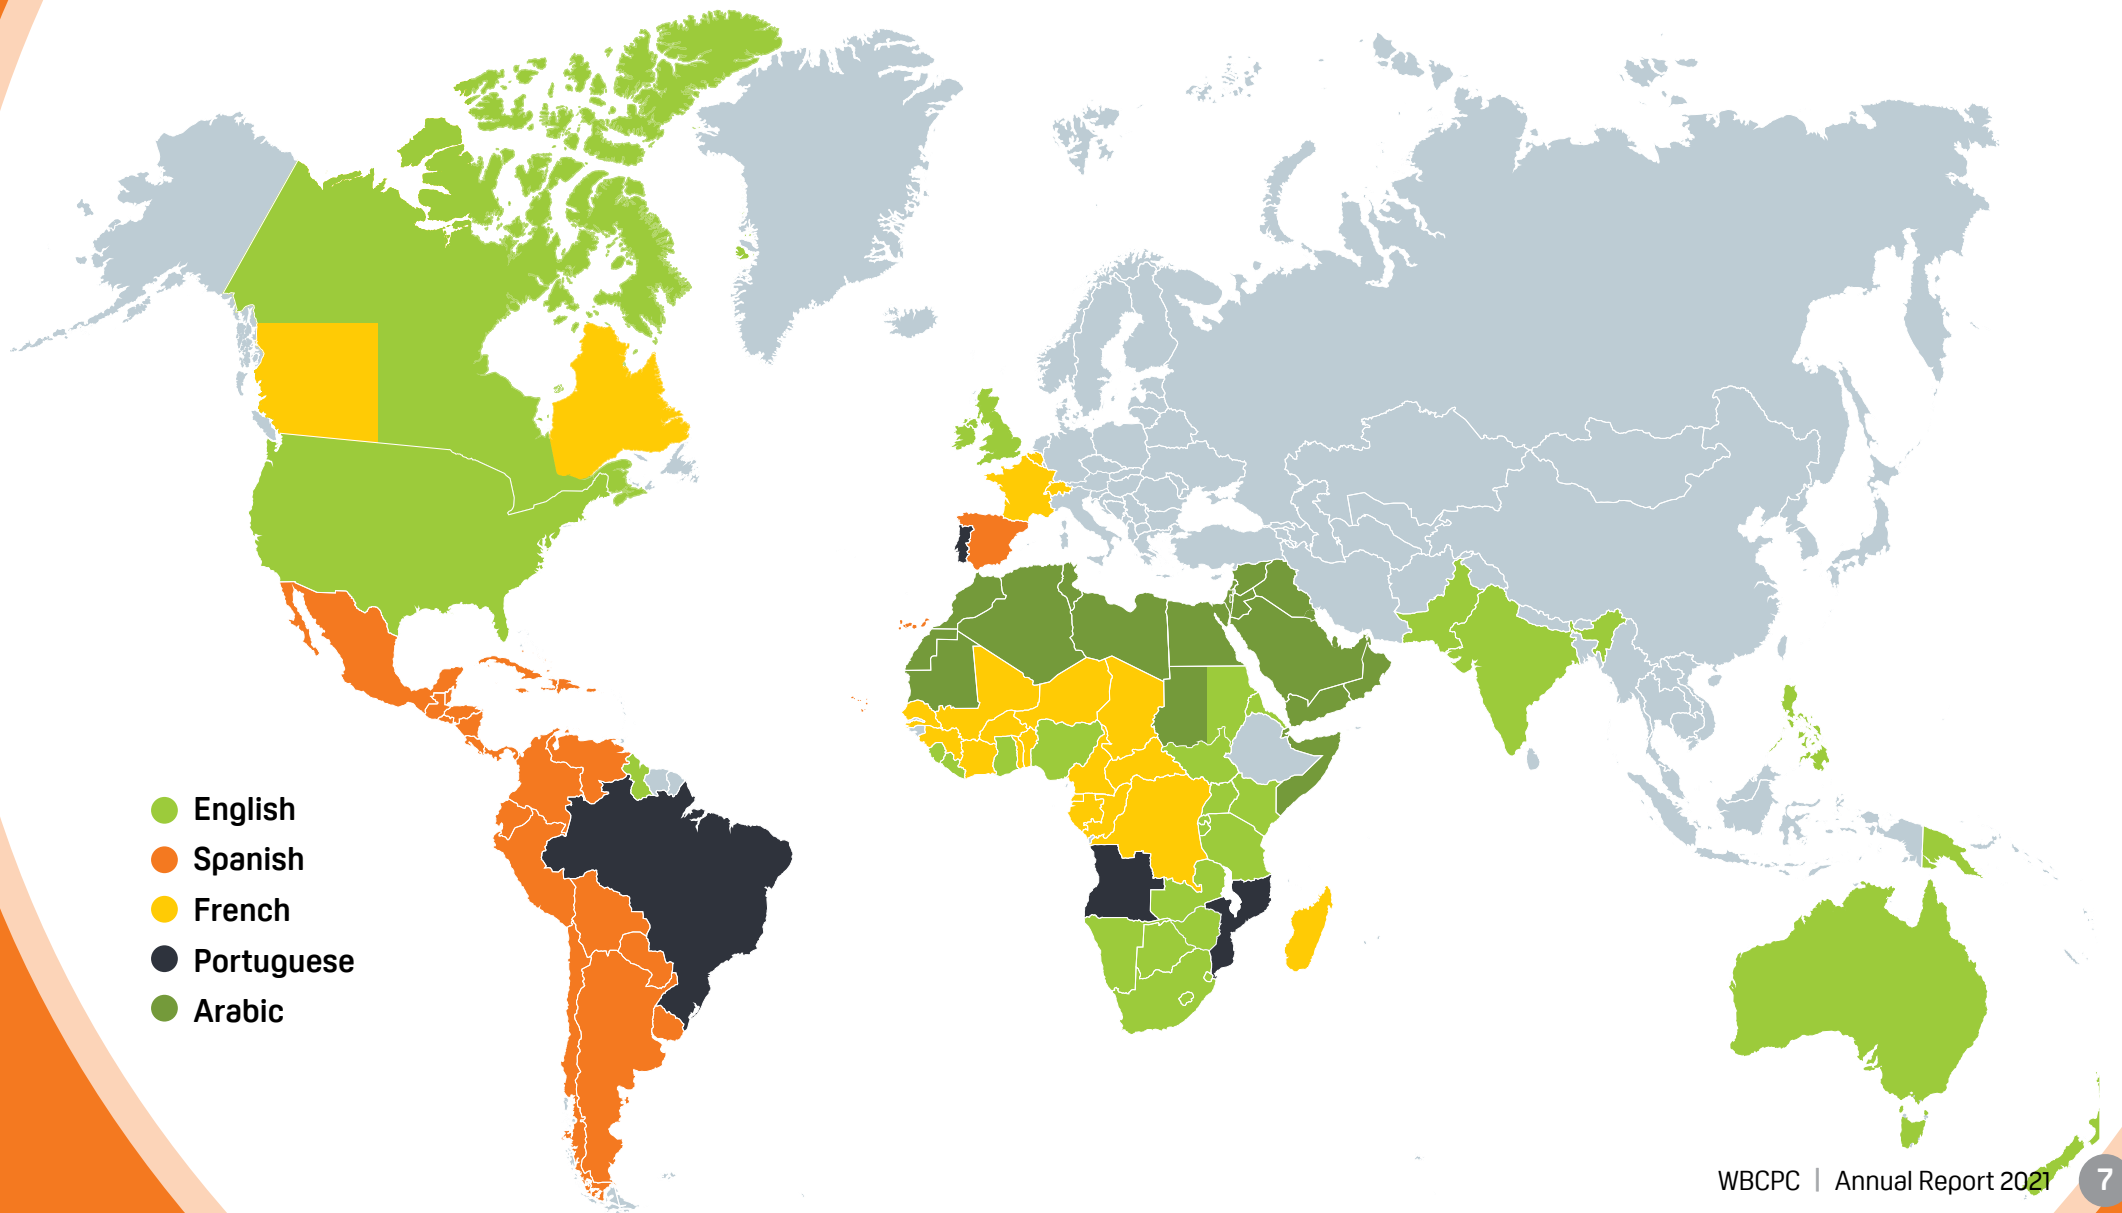 English
Spanish
French
Portuguese
Arabic
WBCPC | Annual Report 2021 7